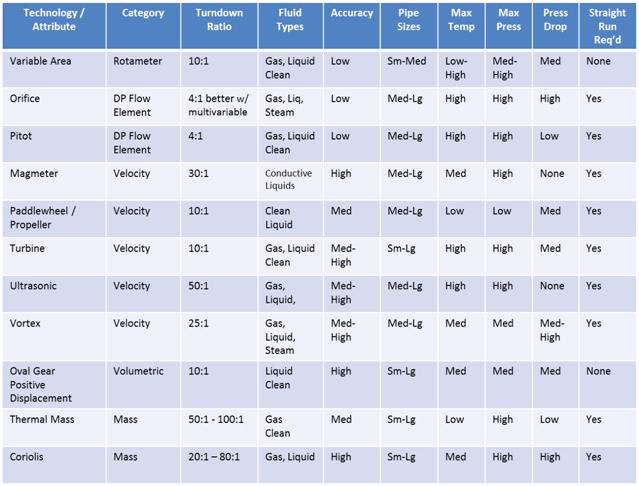 Technology / Attribute Category Turndown Ratio Fluid Types Accuracy Pipe Sizes Max Temp Max Press Press Drop Straight Run Req'd
Variable Area Rotameter 10:1 Gas, Liquid Clean Low Sm-Med Low-High Med-High Med None
Orifice DP Flow Element 4:1 better w/ multivariable Gas, Liq, Steam Low Med-Lg High High High Yes
Pitot DP Flow Element 4:1 Gas, Liquid Clean Low Med-Lg High High Low Yes
Magmeter Velocity 30:1 Conductive Liquids High Med-Lg Med High None Yes
Paddlewheel / Propeller Velocity 10:1 Clean Liquid Med Med-Lg Low Low Med Yes
Turbine Velocity 10:1 Gas, Liquid Clean Med-High Sm-Lg High High Med Yes
Ultrasonic Velocity 50:1 Gas, Liquid, Med-High Med-Lg High High None Yes
Vortex Velocity 25:1 Gas, Liquid, Steam Med-High Med-Lg Med Med Med-High Yes
Oval Gear Positive Displacement Volumetric 10:1 Liquid Clean High Sm-Lg Med Med Med None
Thermal Mass Mass 50:1 - 100:1 Gas Clean Med Sm-Lg Low High Low Yes
Coriolis Mass 20:1 – 80:1 Gas, Liquid High Sm-Lg Med High High Yes